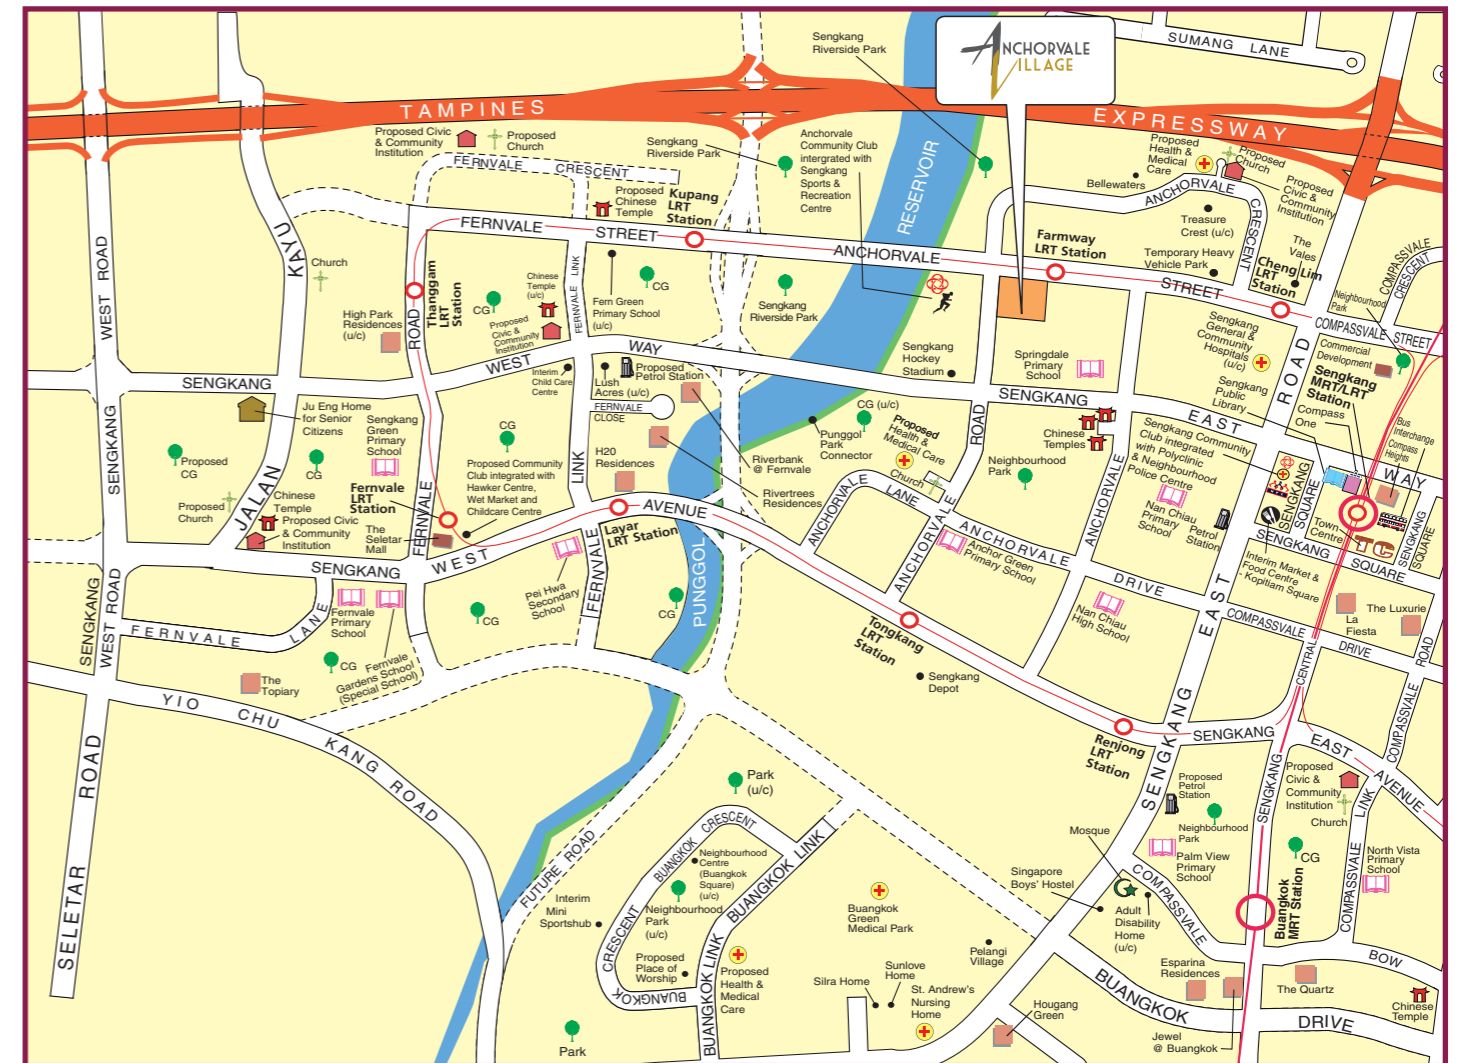 Sengkang
Riverside Park
ANCHORVALE
VILLAGE
SUMANG LANE
TAMPINES
EXPRESSWAY
Proposed Civic
& Community
Institution
Proposed
Church
Sengkang
Riverside Park
Anchorvale
Community Club
intergrated with
Sengkang
Sports &
Recreation
Centre
RESERVOIR
Proposed
Health &
Medical
Care
Proposed
Church
Proposed
Civic &
Community
Institution
Bellewaters
ANCHORVALE
CRESCENT
Treasure
Crest (u/c)
Temporary Heavy
Vehicle Park
The
Vales
Cheng Lim
LRT
Station
COMPASSVALE
CRESCENT
FERNVALE CRESCENT
Proposed
Chinese
Temple
Kupang
LRT
Station
FERNVALE STREET
ANCHORVALE
STREET
Farmway
LRT Station
WEST ROAD
KAYU
Church
Thanggam
LRT
Station
ROAD
High Park
Residences
(u/c)
CG
Chinese
Temple
(u/c)
Proposed
Civic &
Community
Institution
FERNVALE LINK
Fern Green
Primary School
(u/c)
CG
Sengkang
Riverside Park
Sengkang
Hockey
Stadium
Springdale
Primary
School
Sengkang
General &
Community
Hospitals
(u/c)
Neighbourhood
Park
COMPASSVALE STREET
Commercial
Development
Sengkang
MRT/LRT
Station
Sengkang
Public
Library
Compass
One
ROAD
Bus
Interchange
Compass
Heights
SENGKANG
WEST
WAY
SENGKANG
EAST
WAY
Interim
Child Care
Centre
Lush
Acres (u/c)
Proposed
Petrol Station
FERNVALE
CLOSE
Ju Eng Home
for Senior
Citizens
Sengkang
Green
Primary
School
SENGKANG
Proposed
CG
CG
CG
Proposed Community
Club integrated with
Hawker Centre,
Wet Market and
Childcare Centre
H20
Residences
LINK
Riverbank
@ Fernvale
Rivertrees
Residences
Punggol
Park
Connector
CG (u/c)
Proposed
Health &
Medical Care
Church
Neighbourhood
Park
ROAD
Chinese
Temples
Sengkang Community
Club integrated
with Polyclinic
& Neighbourhood
Police Centre
Nan Chiau
Primary
School
Petrol
Station
SENGKANG
SQUARE
Town
Centre
TC
SENGKANG
SQUARE
SENGKANG
SQUARE
Interim Market &
Food Centre
- Kopitiam Square
Proposed
Church
JALAN
Chinese
Temple
Proposed Civic
& Community
Institution
Fernvale
LRT
Station
The
Seletar
Mall
FERNVALE
SENGKANG
WEST
AVENUE
Layar
LRT Station
ANCHORVALE
LANE
ANCHORVALE
ANCHORVALE
DRIVE
ANCHORVALE
Anchor Green
Primary School
SENGKANG
WEST ROAD
FERNVALE LANE
Fernvale
Primary
School
Fernvale
Gardens School
(Special School)
CG
CG
Pei Hwa
Secondary
School
FERNVALE
CG
PUNGGOL
Tongkang
LRT
Station
Sengkang
Depot
Nan Chiau
High School
EAST
COMPASSVALE
DRIVE
La
Fiesta
The Luxurie
ROAD
CENTRAL
COMPASSVALE
The
Topiary
YIO CHU KANG ROAD
SELETAR ROAD
Renjong
LRT
Station
SENGKANG
SENGKANG
EAST
AVENUE
SENGKANG
Proposed
Petrol
Station
Neighbourhood
Park
Proposed
Civic &
Community
Institution
Church
COMPASSVALE LINK
North Vista
Primary
School
CG
Park
(u/c)
FUTURE ROAD
BUANGKOK CRESCENT
Neighbourhood
Centre
(Buangkok
Square)
(u/c)
Neighbourhood
Park
(u/c)
CRESCENT
BUANGKOK
BUANGKOK LINK
BUANGKOK LINK
Interim
Mini
Sportshub
Proposed
Place of
Worship
Proposed
Health &
Medical
Care
Park
Buangkok
Green
Medical Park
Mosque
Palm View
Primary
School
Singapore
Boys' Hostel
COMPASSVALE
Adult
Disability
Home
(u/c)
Buangkok
MRT Station
BOW
Pelangi
Village
Silra Home
Sunlove
Home
St. Andrew's
Nursing
Home
Hougang
Green
BUANGKOK
DRIVE
Esparina
Residences
The Quartz
Jewel
@ Buangkok
Chinese
Temple